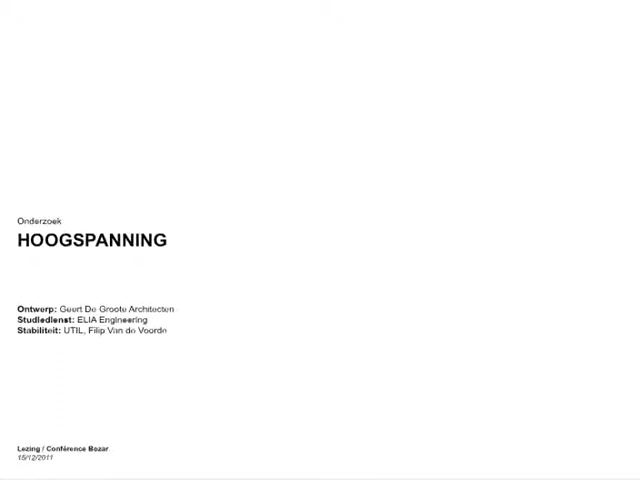 Onderzoek
HOOGSPANNING
Ontwerp: Geert De Groote Architecten
Studiedienst: ELIA Engineering
Stabiliteit: UTIL, Filip Van de Voorde
Lezing / Conférence Bozar
15/12/2011